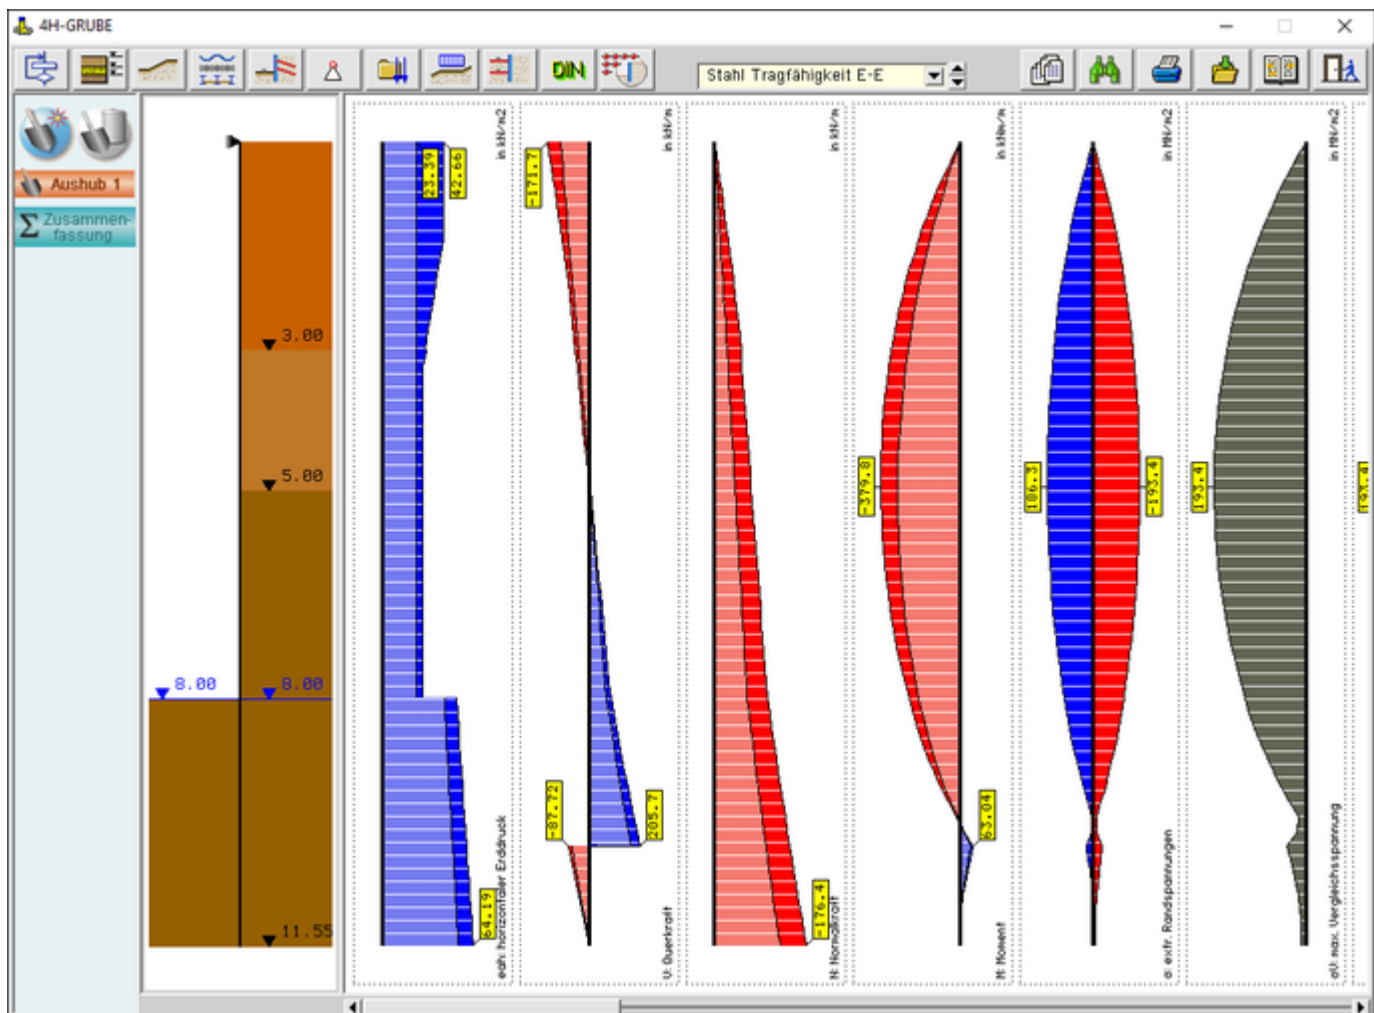 4H-GRUBE
DIN
Stahl Tragfähigkeit E-E
Aushub 1
Σ Zusammen-
fassung
3.00
5.00
8.00
8.00
11.55
in kN/m2
23.39
42.66
64.19
eah: horizontaler Erddruck
in kN/m
-171.7
-87.72
205.7
V: Querkraft
in kN/m
-176.4
N: Normalkraft
in kNm/m
-379.8
63.04
M: Moment
in MN/m2
186.3
-193.4
σ: extr. Randspannungen
in MN/m2
193.4
σV: max. Vergleichsspannung
193.4